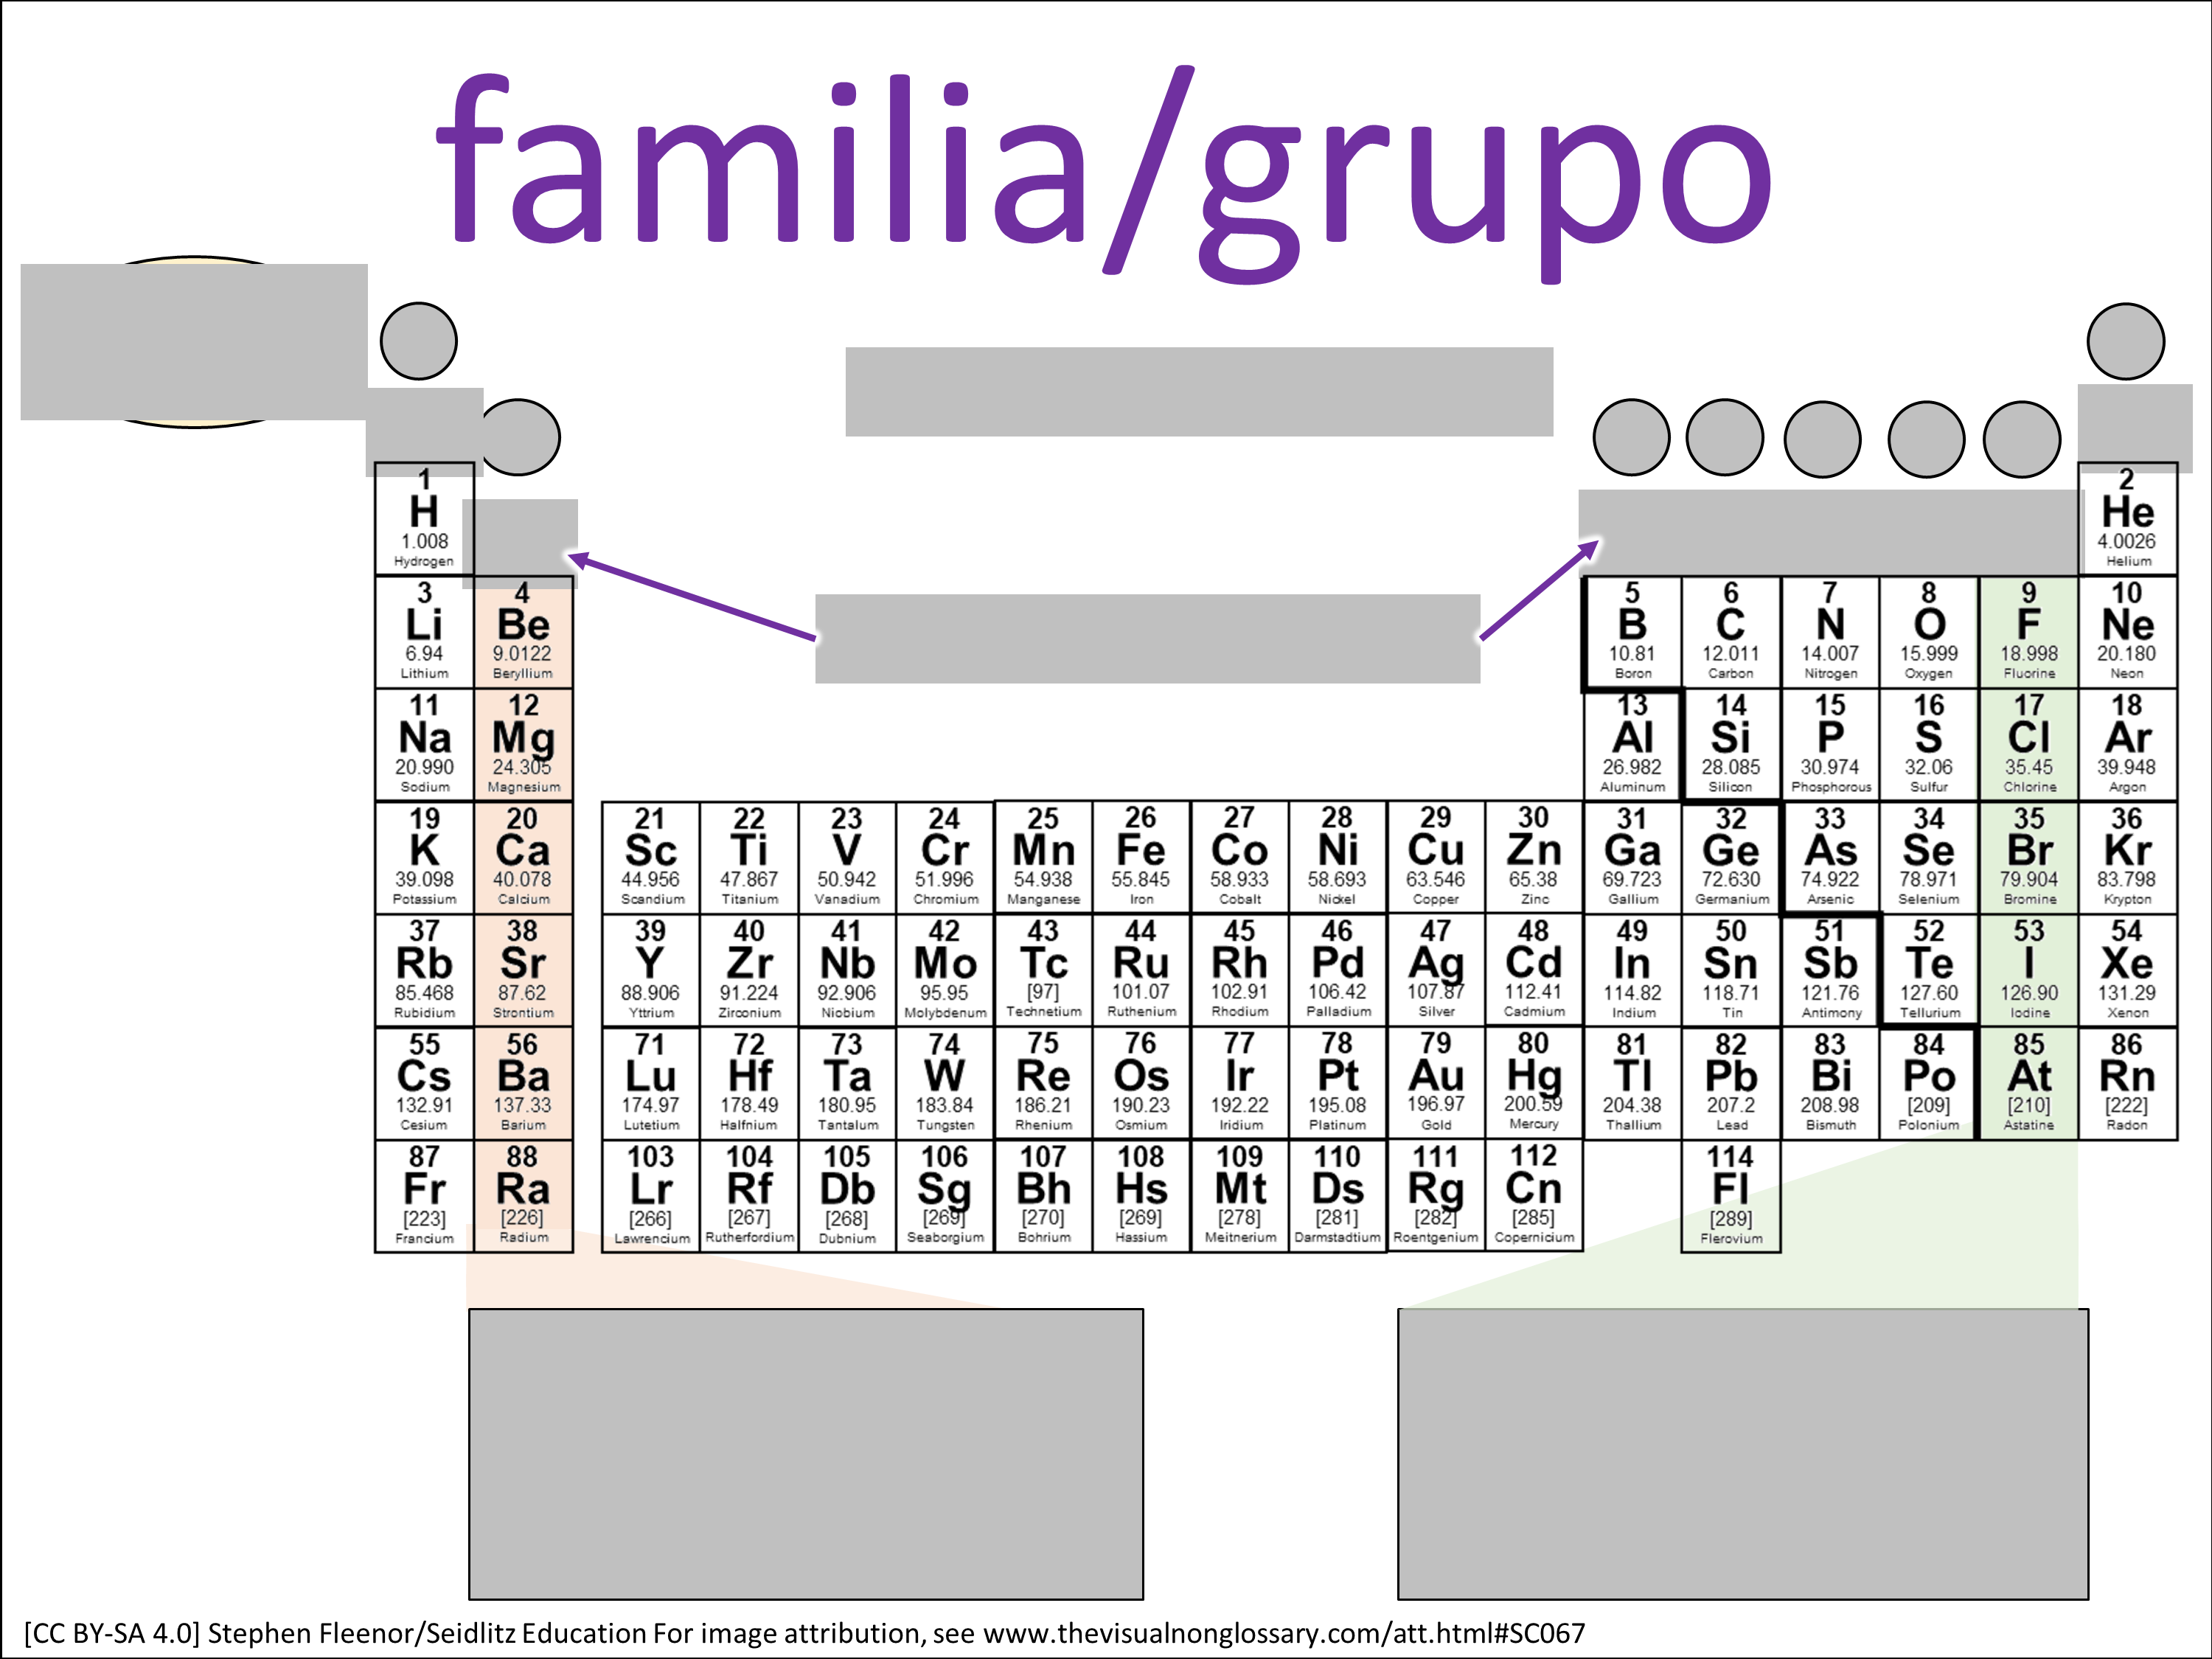 familia/grupo
1 2
H He
1.008 4.0026
Hydrogen Helium
3 4 5 6 7 8 9 10
Li Be B C N O F Ne
6.94 9.0122 10.81 12.011 14.007 15.999 18.998 20.180
Lithium Beryllium Boron Carbon Nitrogen Oxygen Fluorine Neon
11 12 13 14 15 16 17 18
Na Mg Al Si P S Cl Ar
20.990 24.305 26.982 28.085 30.974 32.06 35.45 39.948
Sodium Magnesium Aluminum Silicon Phosphorous Sulfur Chlorine Argon
19 20 21 22 23 24 25 26 27 28 29 30 31 32 33 34 35 36
K Ca Sc Ti V Cr Mn Fe Co Ni Cu Zn Ga Ge As Se Br Kr
39.098 40.078 44.956 47.867 50.942 51.996 54.938 55.845 58.933 58.693 63.546 65.38 69.723 72.630 74.922 78.971 79.904 83.798
Potassium Calcium Scandium Titanium Vanadium Chromium Manganese Iron Cobalt Nickel Copper Zinc Gallium Germanium Arsenic Selenium Bromine Krypton
37 38 39 40 41 42 43 44 45 46 47 48 49 50 51 52 53 54
Rb Sr Y Zr Nb Mo Tc Ru Rh Pd Ag Cd In Sn Sb Te I Xe
85.468 87.62 88.906 91.224 92.906 95.95 [97] 101.07 102.91 106.42 107.87 112.41 114.82 118.71 121.76 127.60 126.90 131.29
Rubidium Strontium Yttrium Zirconium Niobium Molybdenum Technetium Ruthenium Rhodium Palladium Silver Cadmium Indium Tin Antimony Tellurium Iodine Xenon
55 56 71 72 73 74 75 76 77 78 79 80 81 82 83 84 85 86
Cs Ba Lu Hf Ta W Re Os Ir Pt Au Hg Tl Pb Bi Po At Rn
132.91 137.33 174.97 178.49 180.95 183.84 186.21 190.23 192.22 195.08 196.97 200.59 204.38 207.2 208.98 [209] [210] [222]
Cesium Barium Lutetium Halfnium Tantalum Tungsten Rhenium Osmium Iridium Platinum Gold Mercury Thallium Lead Bismuth Polonium Astatine Radon
87 88 103 104 105 106 107 108 109 110 111 112 114
Fr Ra Lr Rf Db Sg Bh Hs Mt Ds Rg Cn Fl
[223] [226] [266] [267] [268] [269] [270] [269] [278] [281] [282] [285] [289]
Francium Radium Lawrencium Rutherfordium Dubnium Seaborgium Bohrium Hassium Meitnerium Darmstadtium Roentgenium Copernicium Flerovium
[CC BY-SA 4.0] Stephen Fleenor/Seidlitz Education For image attribution, see www.thevisualnonglossary.com/att.html#SC067